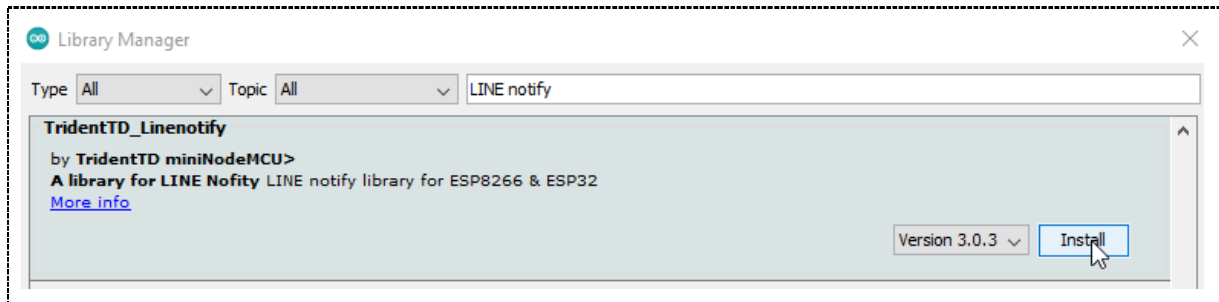 Library Manager
Type All Topic All LINE notify
TridentTD_Linenotify
by TridentTD miniNodeMCU>
A library for LINE Nofity LINE notify library for ESP8266 & ESP32
More info
Version 3.0.3 Install